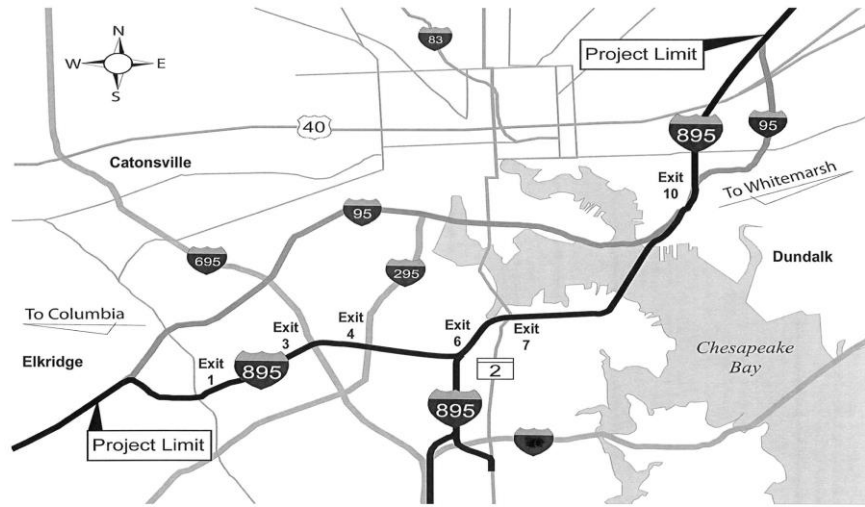 N
W
E
S
83
Project Limit
40
895
95
Catonsville
Exit
10
To Whitemarsh
95
695
295
Dundalk
To Columbia
Exit
4
Exit
6
Exit
3
Exit
7
Elkridge
Exit
1
895
2
Chesapeake
Bay
895
Project Limit